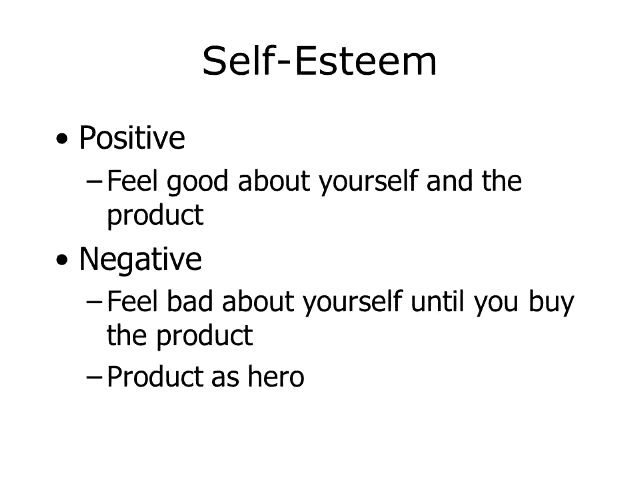 Self-Esteem
• Positive
–Feel good about yourself and the
product
• Negative
–Feel bad about yourself until you buy
the product
–Product as hero